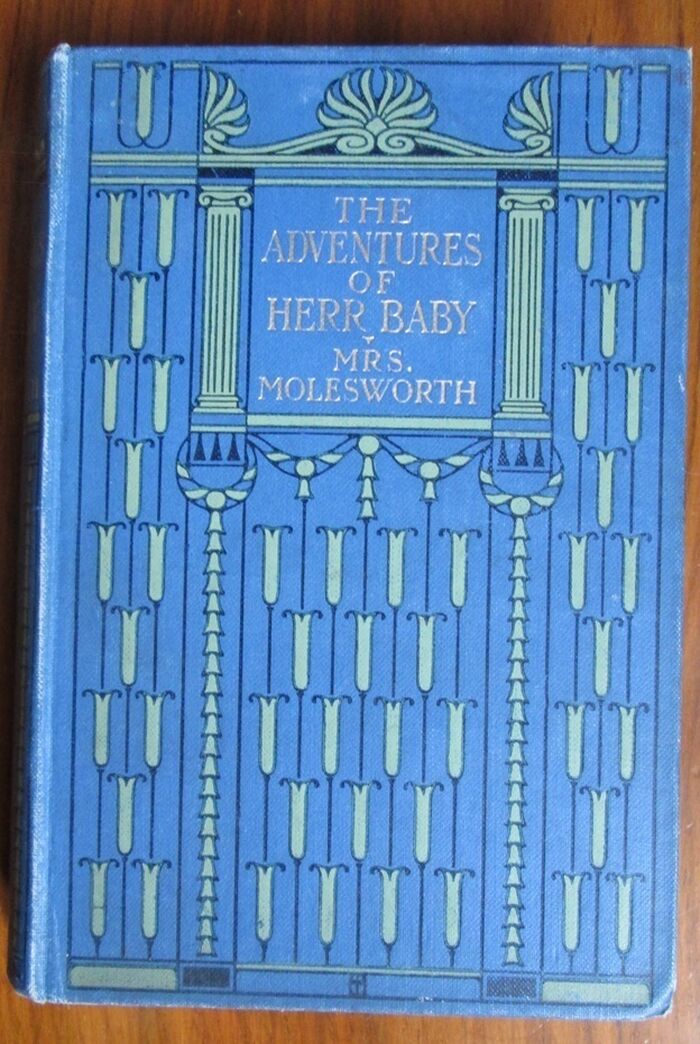 THE
ADVENTURES
OF
HERR BABY
MRS.
MOLESWORTH